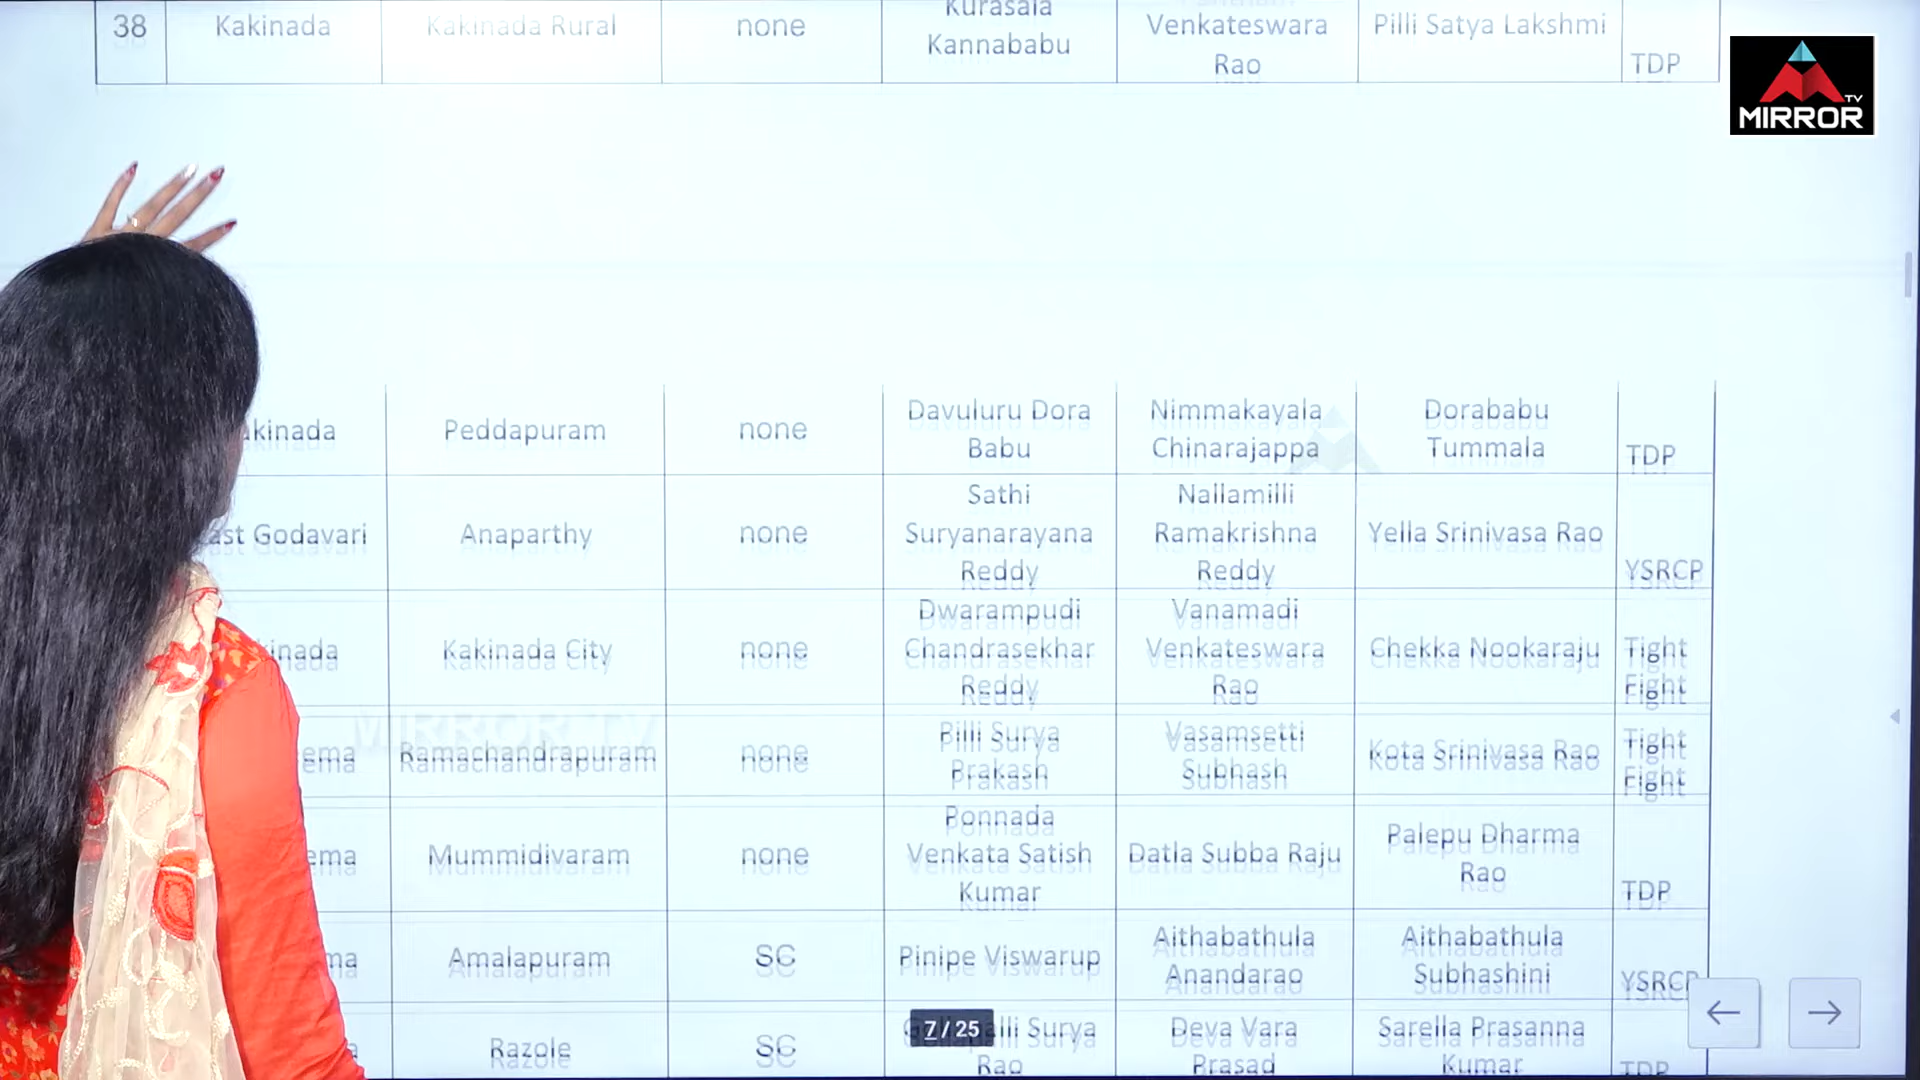 38 Kakinada Kakinada Rural none Kurasala Kannababu Venkateswara Rao Pilli Satya Lakshmi TDP
TV
MIRROR
kinada Peddapuram none Davuluru Dora Babu Nimmakayala Chinarajappa Dorababu Tummala TDP
ast Godavari Anaparthy none Sathi Suryanarayana Reddy Nallamilli Ramakrishna Reddy Yella Srinivasa Rao YSRCP
inada Kakinada City none Dwarampudi Chandrasekhar Reddy Vanamadi Venkateswara Rao Chekka Nookaraju Tight Fight
MIRROR TV
ema Ramachandrapuram none Pilli Surya Prakash Vasamsetti Subhash Kota Srinivasa Rao Tight Fight
ema Mummidivaram none Ponnada Venkata Satish Kumar Datla Subba Raju Palepu Dharma Rao TDP
ma Amalapuram SC Pinipe Viswarup Aithabathula Anandarao Aithabathula Subhashini YSRCP
a Razole SC Surya Rao Deva Vara Prasad Sarella Prasanna Kumar TDP
7 / 25